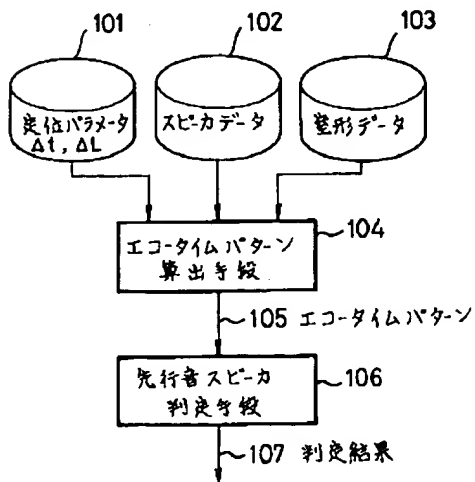 101
102
103
定位パラメータ
Δt, ΔL
スピーカデータ
整形データ
エコータイムパターン
算出手段
104
105 エコータイムパターン
先行音スピーカ
判定手段
106
107 判定結果